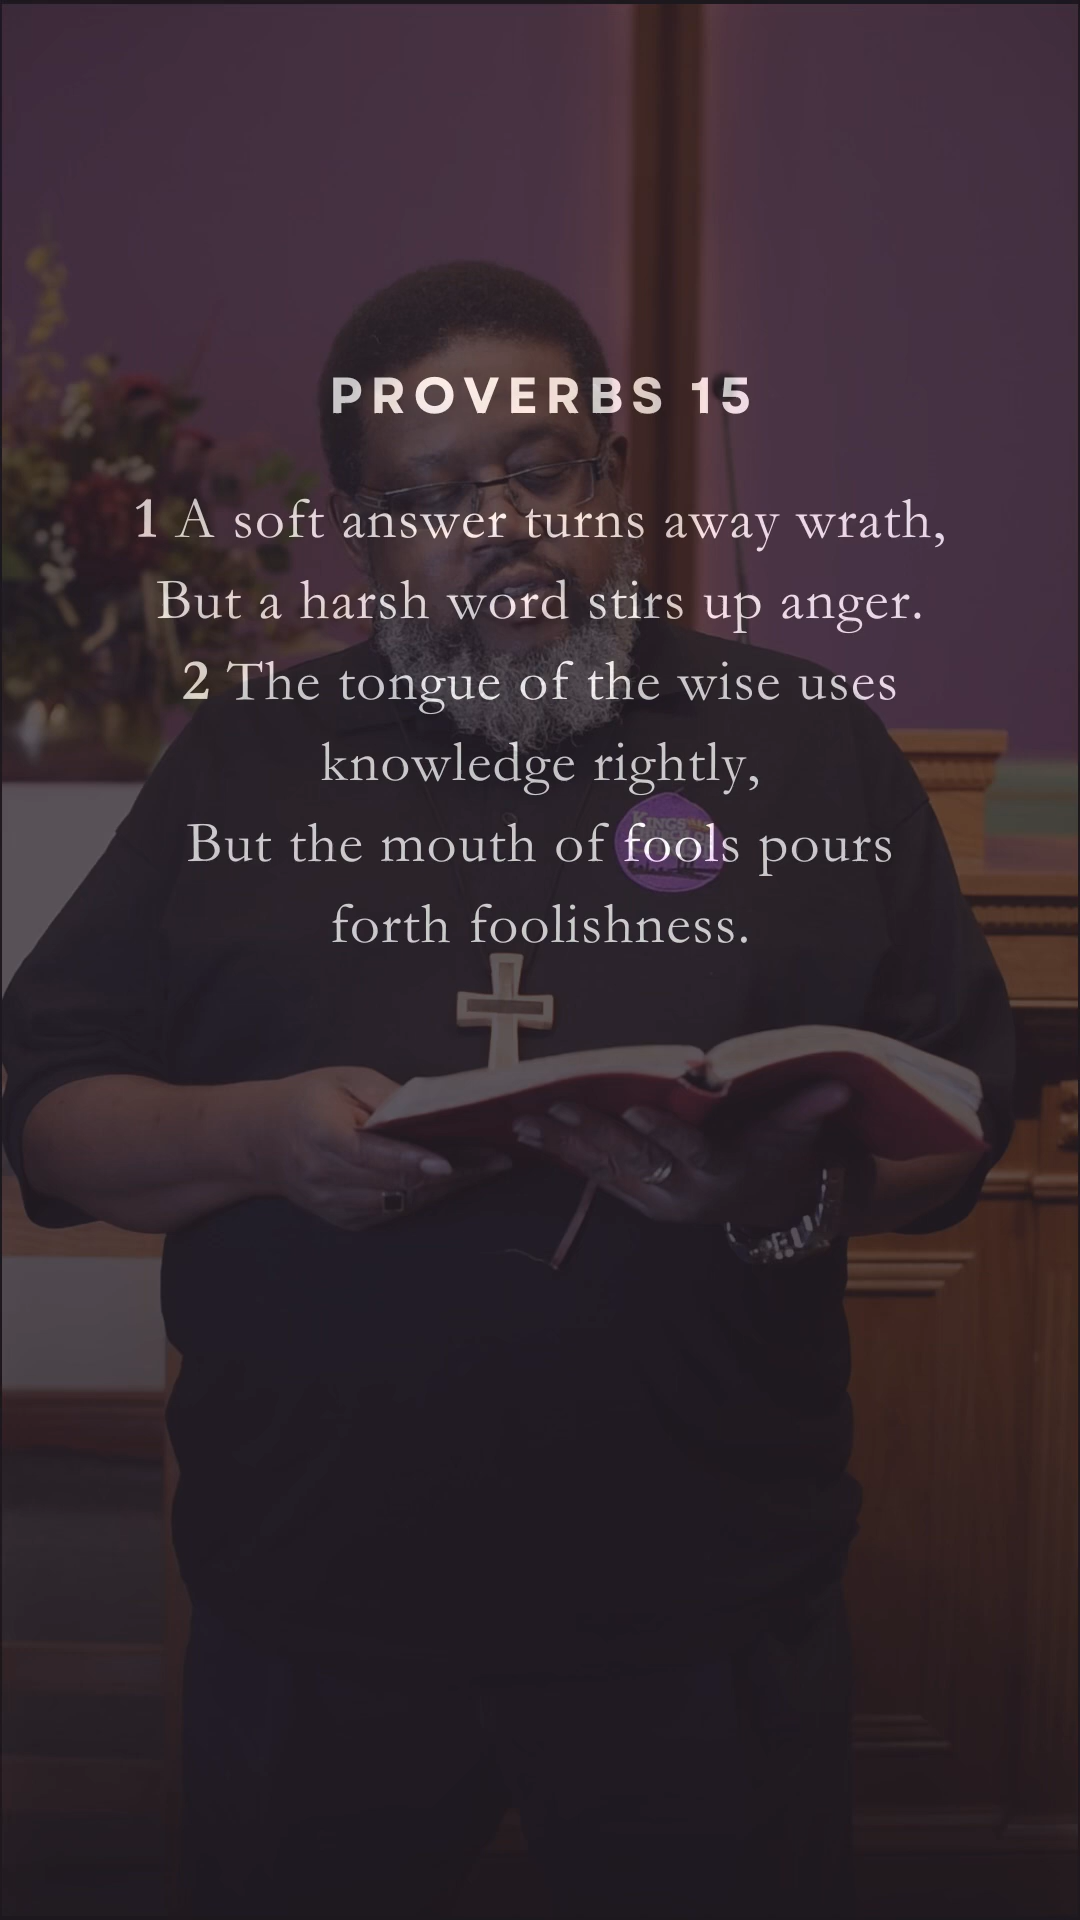 PROVERBS 15
1 A soft answer turns away wrath,
But a harsh word stirs up anger.
2 The tongue of the wise uses
knowledge rightly,
But the mouth of fools pours
forth foolishness.
KINGS